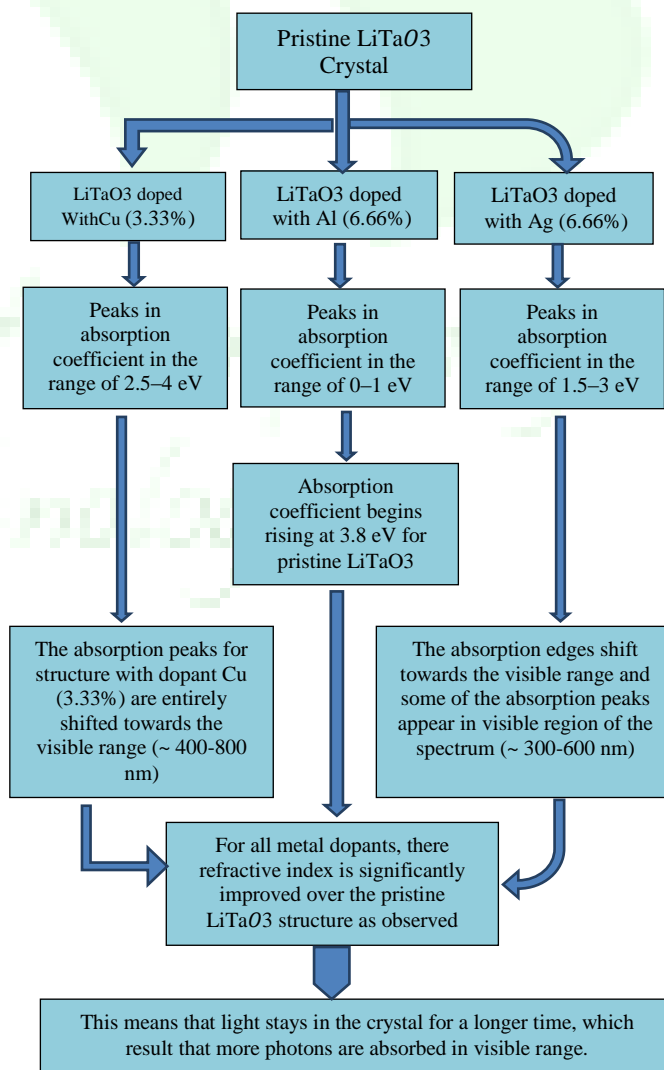 Pristine LiTaO3
Crystal
LiTaO3 doped
WithCu (3.33%)
LiTaO3 doped
with Al (6.66%)
LiTaO3 doped
with Ag (6.66%)
Peaks in
absorption
coefficient in the
range of 2.5–4 eV
Peaks in
absorption
coefficient in the
range of 0–1 eV
Peaks in
absorption
coefficient in the
range of 1.5–3 eV
Absorption
coefficient begins
rising at 3.8 eV for
pristine LiTaO3
The absorption peaks for
structure with dopant Cu
(3.33%) are entirely
shifted towards the
visible range (~ 400-800
nm)
The absorption edges shift
towards the visible range and
some of the absorption peaks
appear in visible region of the
spectrum (~ 300-600 nm)
For all metal dopants, there
refractive index is significantly
improved over the pristine
LiTaO3 structure as observed
This means that light stays in the crystal for a longer time, which
result that more photons are absorbed in visible range.